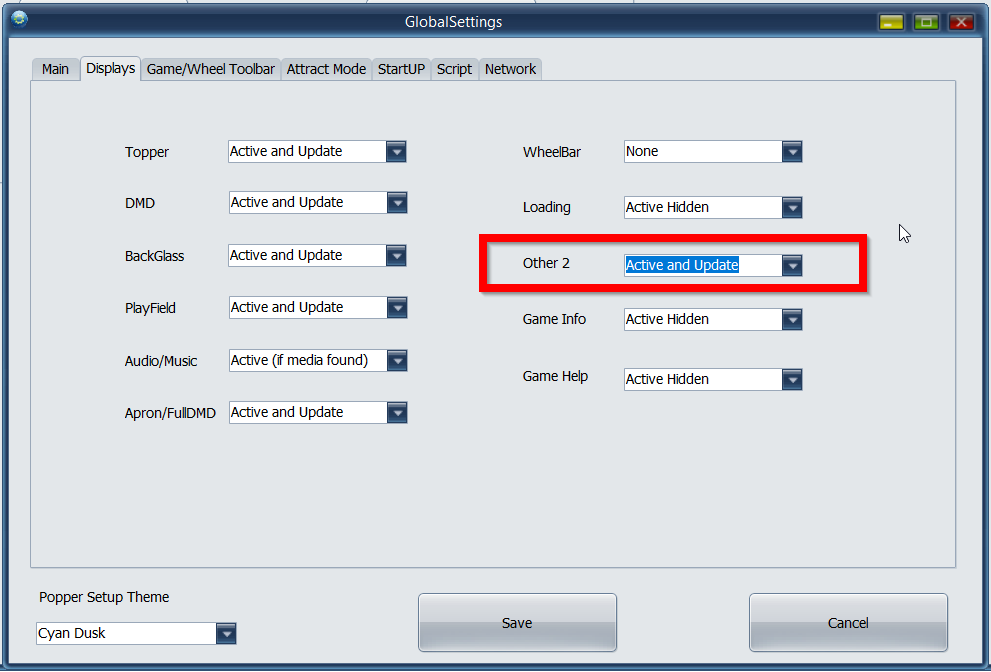 GlobalSettings
Main Displays Game/Wheel Toolbar Attract Mode StartUP Script Network
Topper Active and Update
DMD Active and Update
BackGlass Active and Update
PlayField Active and Update
Audio/Music Active (if media found)
Apron/FullDMD Active and Update
WheelBar None
Loading Active Hidden
Other 2 Active and Update
Game Info Active Hidden
Game Help Active Hidden
Popper Setup Theme
Cyan Dusk
Save
Cancel